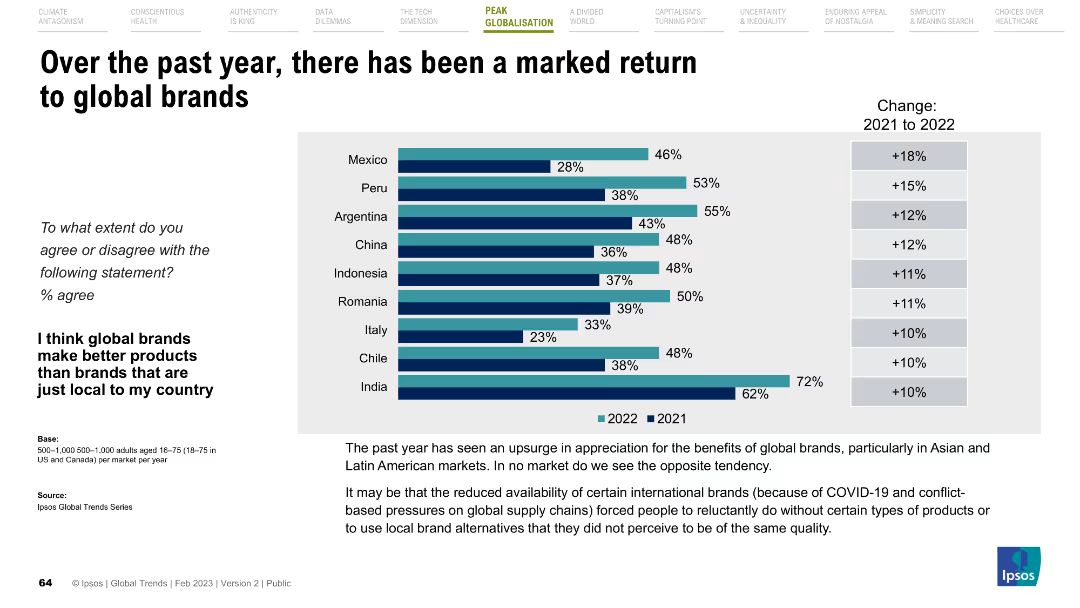 CLIMATE
ANTAGONISM
CONSCIENTIOUS
HEALTH
AUTHENTICITY
IS KING
DATA
DILEMMAS
THE TECH
DIMENSION
PEAK
GLOBALISATION
A DIVIDED
WORLD
CAPITALISM'S
TURNING POINT
UNCERTAINTY
& INEQUALITY
ENDURING APPEAL
OF NOSTALGIA
SIMPLICITY
& MEANING SEARCH
CHOICES OVER
HEALTHCARE
Over the past year, there has been a marked return
to global brands
Change:
2021 to 2022
To what extent do you
agree or disagree with the
following statement?
% agree
I think global brands
make better products
than brands that are
just local to my country
Base:
500–1,000 500–1,000 adults aged 16–75 (18–75 in
US and Canada) per market per year
Source:
Ipsos Global Trends Series
Mexico 46% 28% +18%
Peru 53% 38% +15%
Argentina 55% 43% +12%
China 48% 36% +12%
Indonesia 48% 37% +11%
Romania 50% 39% +11%
Italy 33% 23% +10%
Chile 48% 38% +10%
India 72% 62% +10%
2022 2021
The past year has seen an upsurge in appreciation for the benefits of global brands, particularly in Asian and
Latin American markets. In no market do we see the opposite tendency.
It may be that the reduced availability of certain international brands (because of COVID-19 and conflict-
based pressures on global supply chains) forced people to reluctantly do without certain types of products or
to use local brand alternatives that they did not perceive to be of the same quality.
64 © Ipsos | Global Trends | Feb 2023 | Version 2 | Public
Ipsos